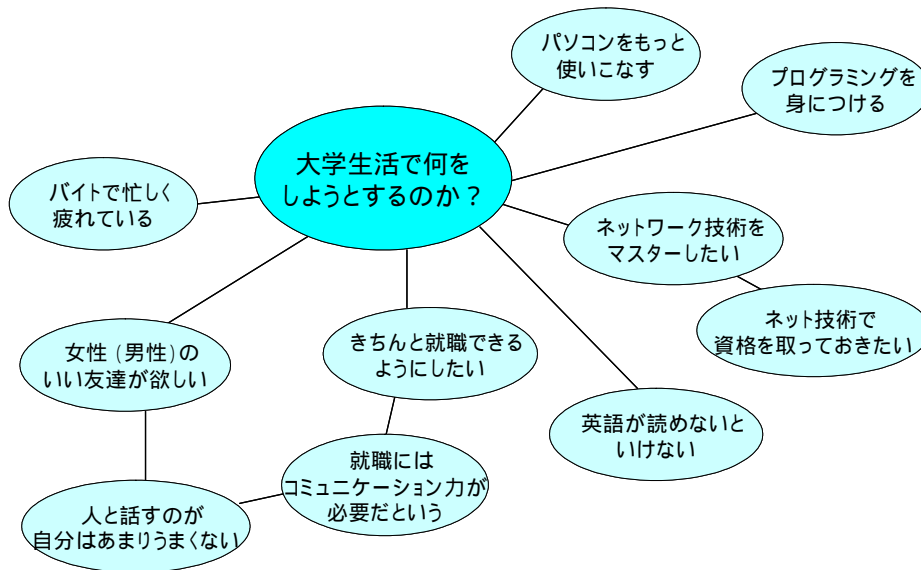 パソコンをもっと
使いこなす
プログラミングを
身につける
大学生活で何を
しようとするのか？
バイトで忙しく
疲れている
ネットワーク技術を
マスターしたい
ネット技術で
資格を取っておきたい
女性(男性)の
いい友達が欲しい
きちんと就職できる
ようにしたい
英語が読めないと
いけない
就職には
コミュニケーション力が
必要だという
人と話すのが
自分はあまりうまくない